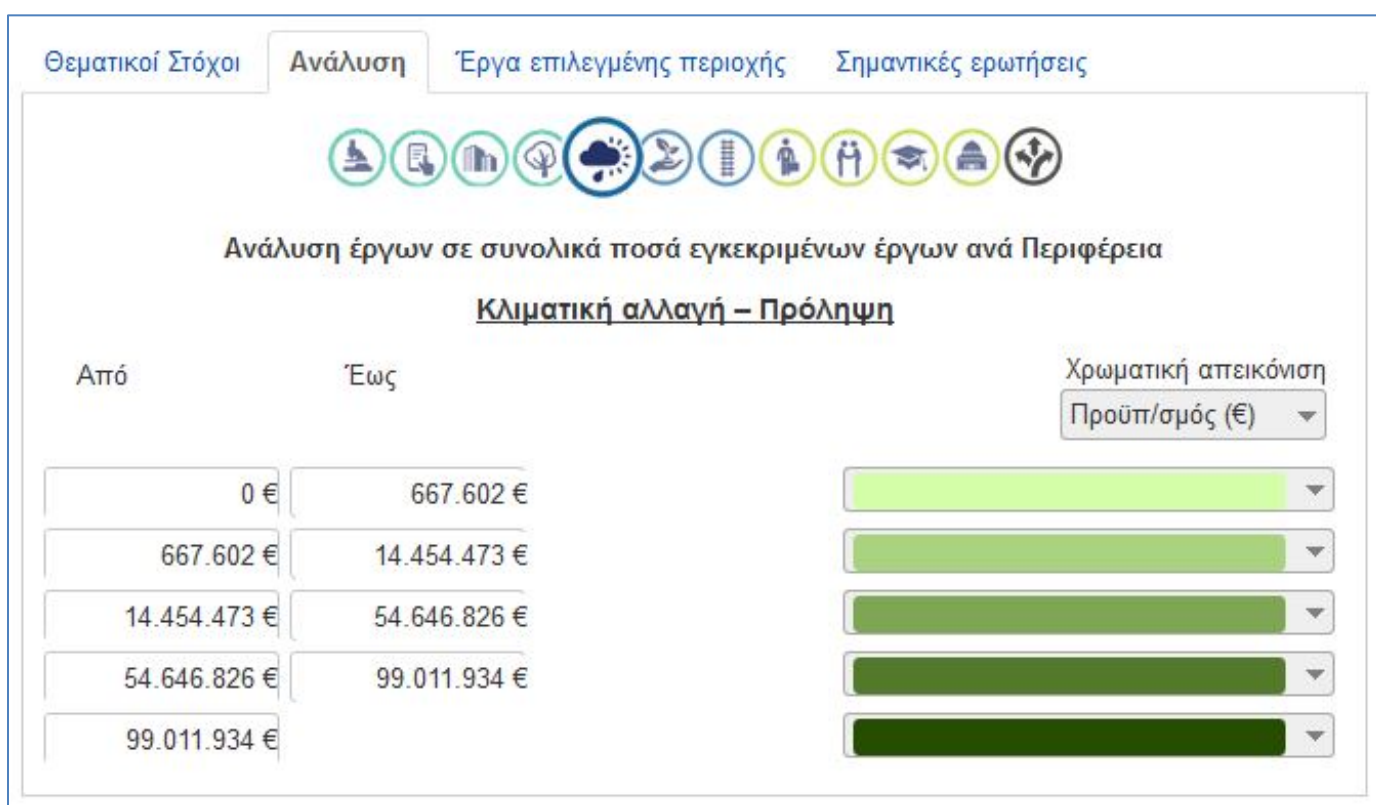 Θεματικοί Στόχοι Ανάλυση Έργα επιλεγμένης περιοχής Σημαντικές ερωτήσεις
Ανάλυση έργων σε συνολικά ποσά εγκεκριμένων έργων ανά Περιφέρεια
Κλιματική αλλαγή – Πρόληψη
Από Έως Χρωματική απεικόνιση
Προϋπ/σμός (€)
0 € 667.602 €
667.602 € 14.454.473 €
14.454.473 € 54.646.826 €
54.646.826 € 99.011.934 €
99.011.934 €